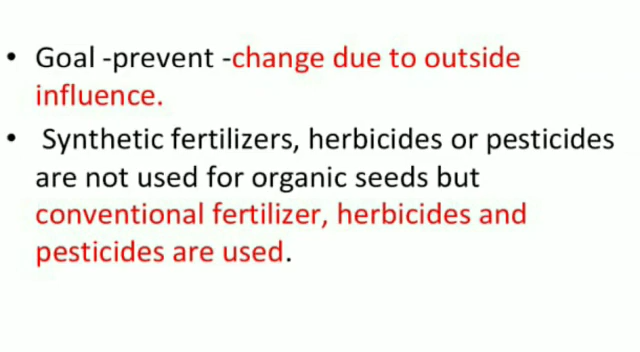 • Goal -prevent -change due to outside
influence.
• Synthetic fertilizers, herbicides or pesticides
are not used for organic seeds but
conventional fertilizer, herbicides and
pesticides are used.